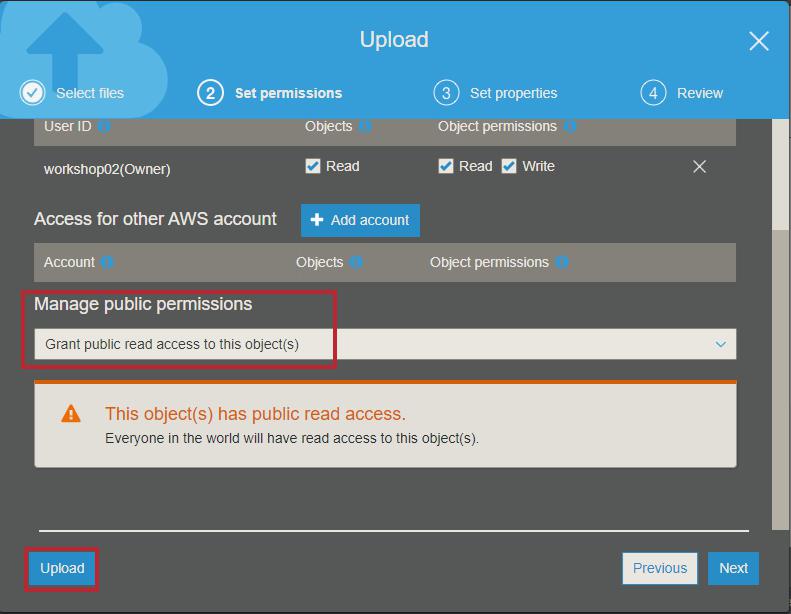 Upload
Select files
2 Set permissions
3 Set properties
4 Review
User ID Objects Object permissions
workshop02(Owner) Read Read Write
Access for other AWS account + Add account
Account Objects Object permissions
Manage public permissions
Grant public read access to this object(s)
This object(s) has public read access.
Everyone in the world will have read access to this object(s).
Upload Previous Next